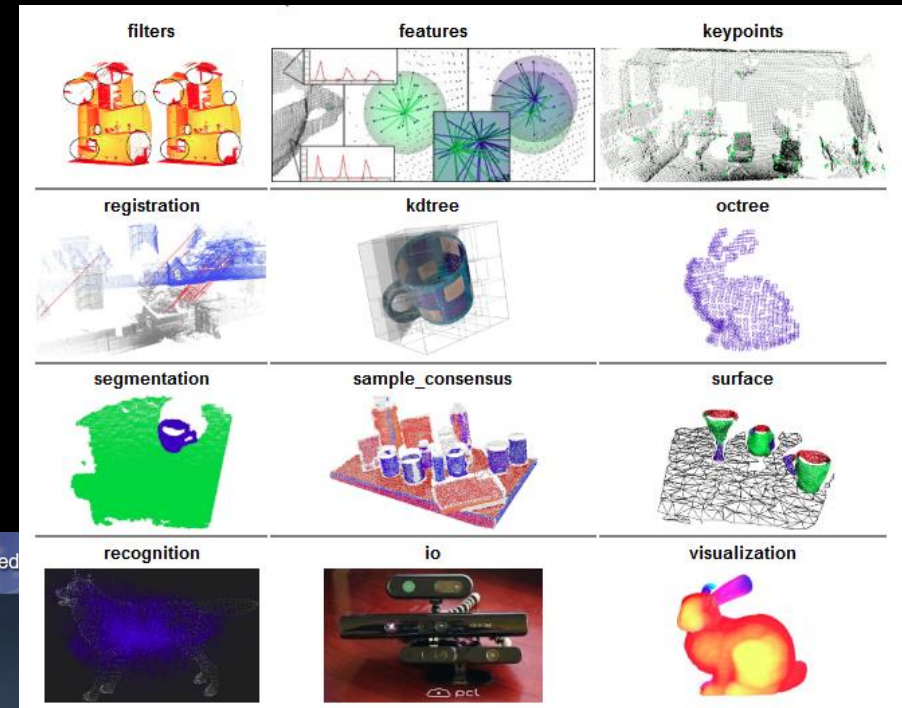 filters features keypoints
registration kdtree octree
segmentation sample_consensus surface
ed
recognition io visualization
pcl